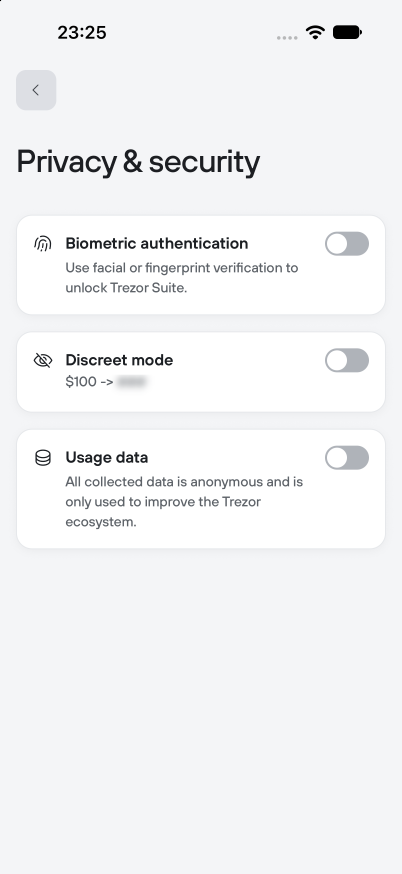 23:25
Privacy & security
Biometric authentication
Use facial or fingerprint verification to
unlock Trezor Suite.
Discreet mode
$100 ->
Usage data
All collected data is anonymous and is
only used to improve the Trezor
ecosystem.